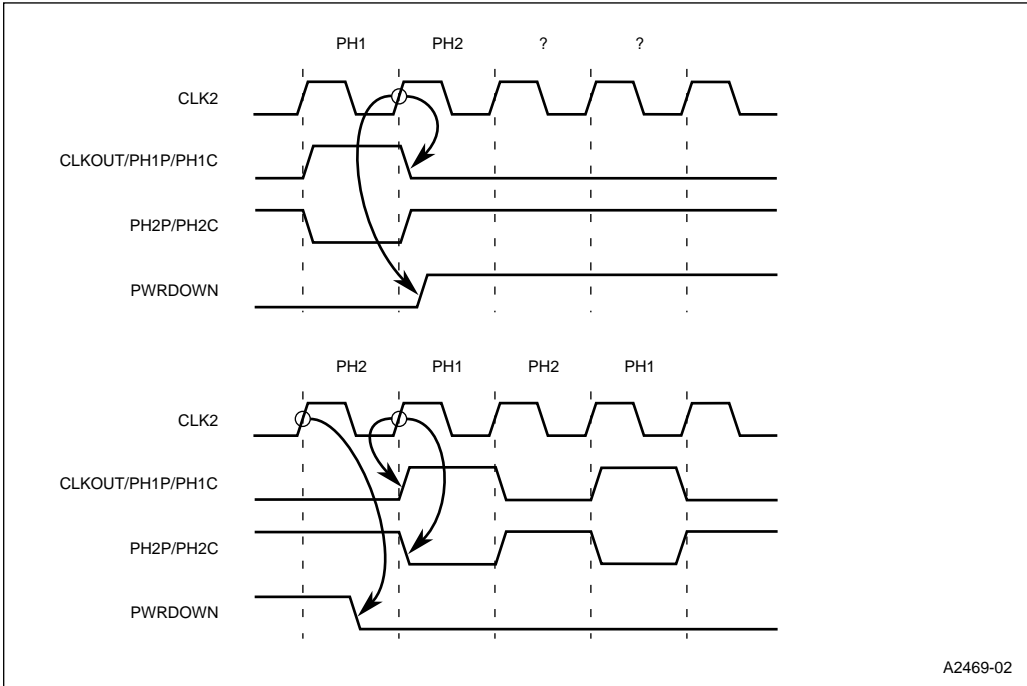 PH1 PH2 ? ?
CLK2
CLKOUT/PH1P/PH1C
PH2P/PH2C
PWRDOWN
PH2 PH1 PH2 PH1
CLK2
CLKOUT/PH1P/PH1C
PH2P/PH2C
PWRDOWN
A2469-02